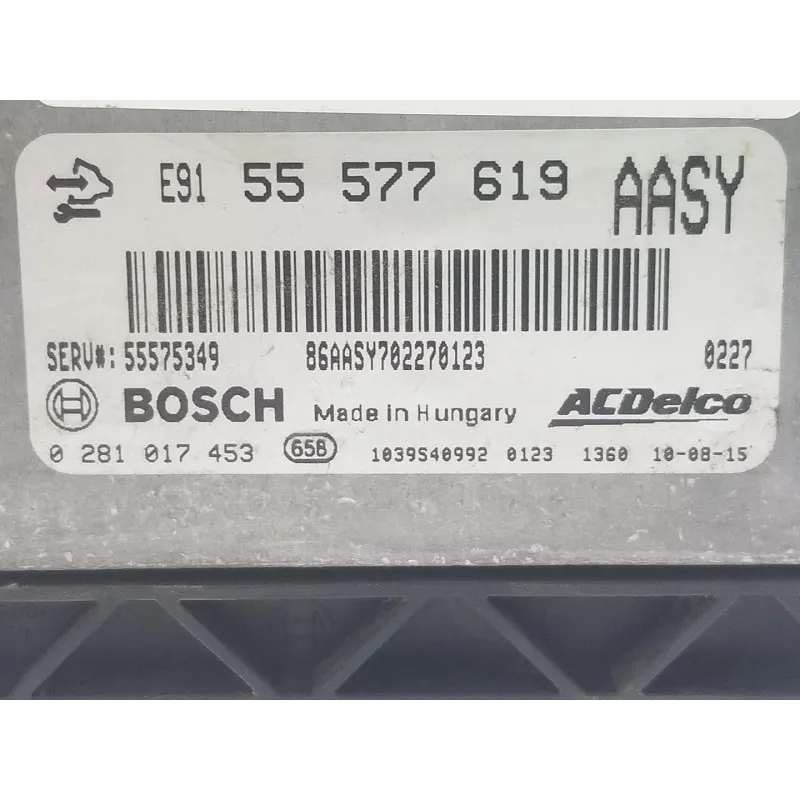 E91 55 577 619 AASY
SERV#: 55575349 86AASY702270123 0227
BOSCH Made in Hungary ACDelco
0 281 017 453 658 1039S40992 0123 1360 10-08-15